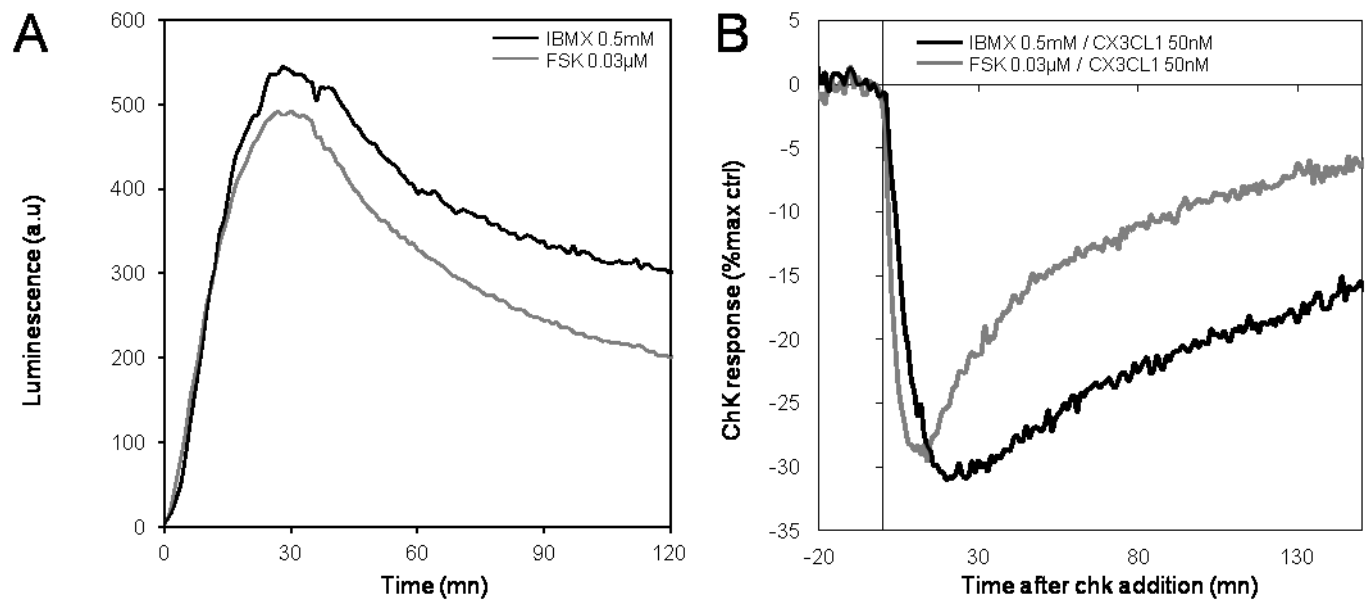 A
Luminescence (a.u)
600
500
400
300
200
100
0
IBMX 0.5mM
FSK 0.03µM
0 30 60 90 120
Time (mn)
B
ChK response (%max ctrl)
5
0
-5
-10
-15
-20
-25
-30
-35
IBMX 0.5mM / CX3CL1 50nM
FSK 0.03µM / CX3CL1 50nM
-20 30 80 130
Time after chk addition (mn)